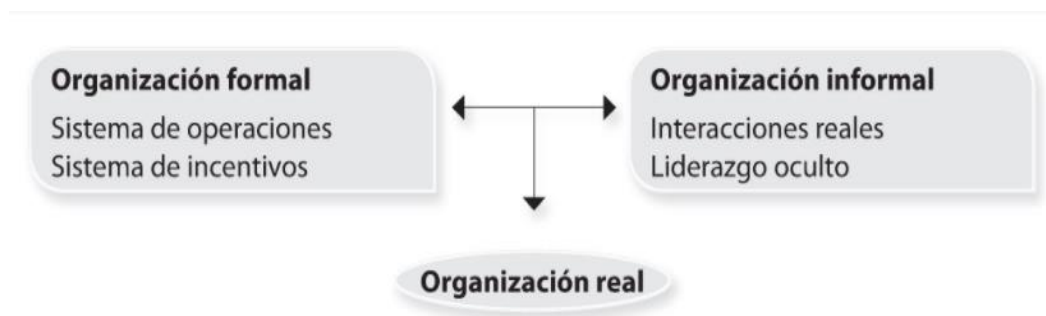 Organización formal
Sistema de operaciones
Sistema de incentivos
Organización informal
Interacciones reales
Liderazgo oculto
Organización real